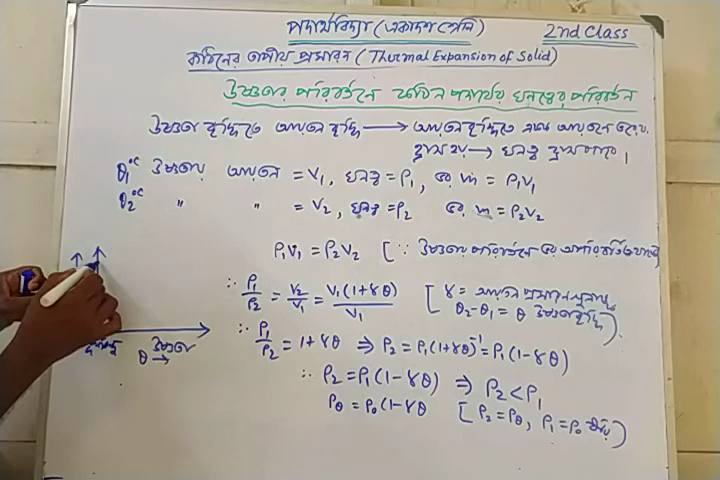 পদার্থবিদ্যা (একাদশ শ্রেণি)
2nd Class
কঠিনের তাপীয় প্রসারণ (Thermal Expansion of Solid)
উষ্ণতার পরিবর্তনে কঠিন পদার্থের ঘনত্বের পরিবর্তন
উষ্ণতা বৃদ্ধিতে আয়তন বৃদ্ধি ⟶ আয়তন বৃদ্ধিতে একক আয়তনে ভর
হ্রাস হয় ⟶ ঘনত্ব হ্রাস পাবে।
θ₁°C উষ্ণতায় আয়তন = V₁, ঘনত্ব = ρ₁, ভর m = ρ₁V₁
θ₂°C " " = V₂, ঘনত্ব = ρ₂ ভর m = ρ₂V₂
ρ₁V₁ = ρ₂V₂ [∵ উষ্ণতার পরিবর্তনে ভর অপরিবর্তিত
∴ ρ₁/ρ₂ = V₂/V₁ = V₁(1+γθ)/V₁ [γ = আয়তন প্রসারণ গুণাঙ্ক
θ₂-θ₁ = θ উষ্ণতা বৃদ্ধি]
∴ ρ₁/ρ₂ = 1+γθ ⇒ ρ₂ = ρ₁(1+γθ)⁻¹ = ρ₁(1-γθ)
∴ ρ₂ = ρ₁(1-γθ) ⇒ ρ₂<ρ₁
ρθ = ρ₀(1-γθ [ρ₂ = ρθ, ρ₁ = ρ₀
θ উষ্ণতা →